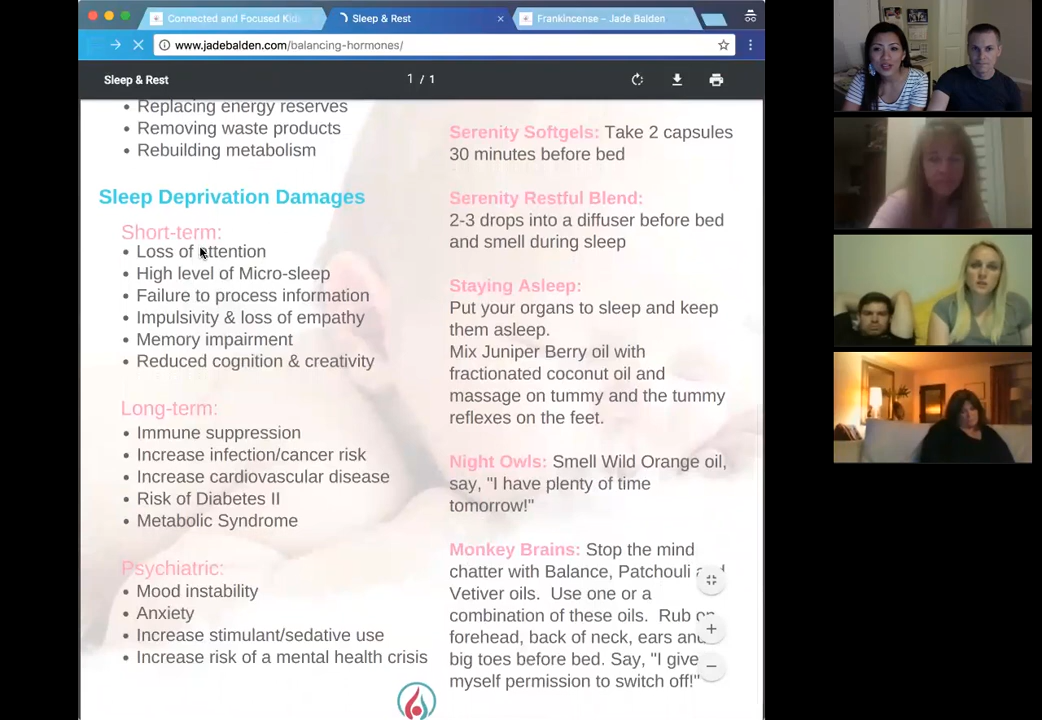 Connected and Focused Kid
Sleep & Rest
Frankincense – Jade Balden
www.jadebalden.com/balancing-hormones/
Sleep & Rest
1 / 1
• Replacing energy reserves
• Removing waste products
• Rebuilding metabolism
Sleep Deprivation Damages
Short-term:
• Loss of attention
• High level of Micro-sleep
• Failure to process information
• Impulsivity & loss of empathy
• Memory impairment
• Reduced cognition & creativity
Long-term:
• Immune suppression
• Increase infection/cancer risk
• Increase cardiovascular disease
• Risk of Diabetes II
• Metabolic Syndrome
Psychiatric:
• Mood instability
• Anxiety
• Increase stimulant/sedative use
• Increase risk of a mental health crisis
Serenity Softgels: Take 2 capsules
30 minutes before bed
Serenity Restful Blend:
2-3 drops into a diffuser before bed
and smell during sleep
Staying Asleep:
Put your organs to sleep and keep
them asleep.
Mix Juniper Berry oil with
fractionated coconut oil and
massage on tummy and the tummy
reflexes on the feet.
Night Owls: Smell Wild Orange oil,
say, "I have plenty of time
tomorrow!"
Monkey Brains: Stop the mind
chatter with Balance, Patchouli and
Vetiver oils. Use one or a
combination of these oils. Rub on
forehead, back of neck, ears and
big toes before bed. Say, "I give
myself permission to switch off!"